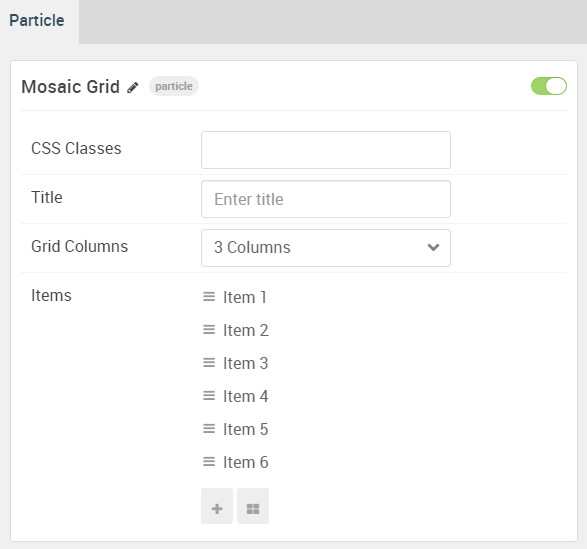 Particle
Mosaic Grid particle
CSS Classes
Title Enter title
Grid Columns 3 Columns
Items Item 1
Item 2
Item 3
Item 4
Item 5
Item 6